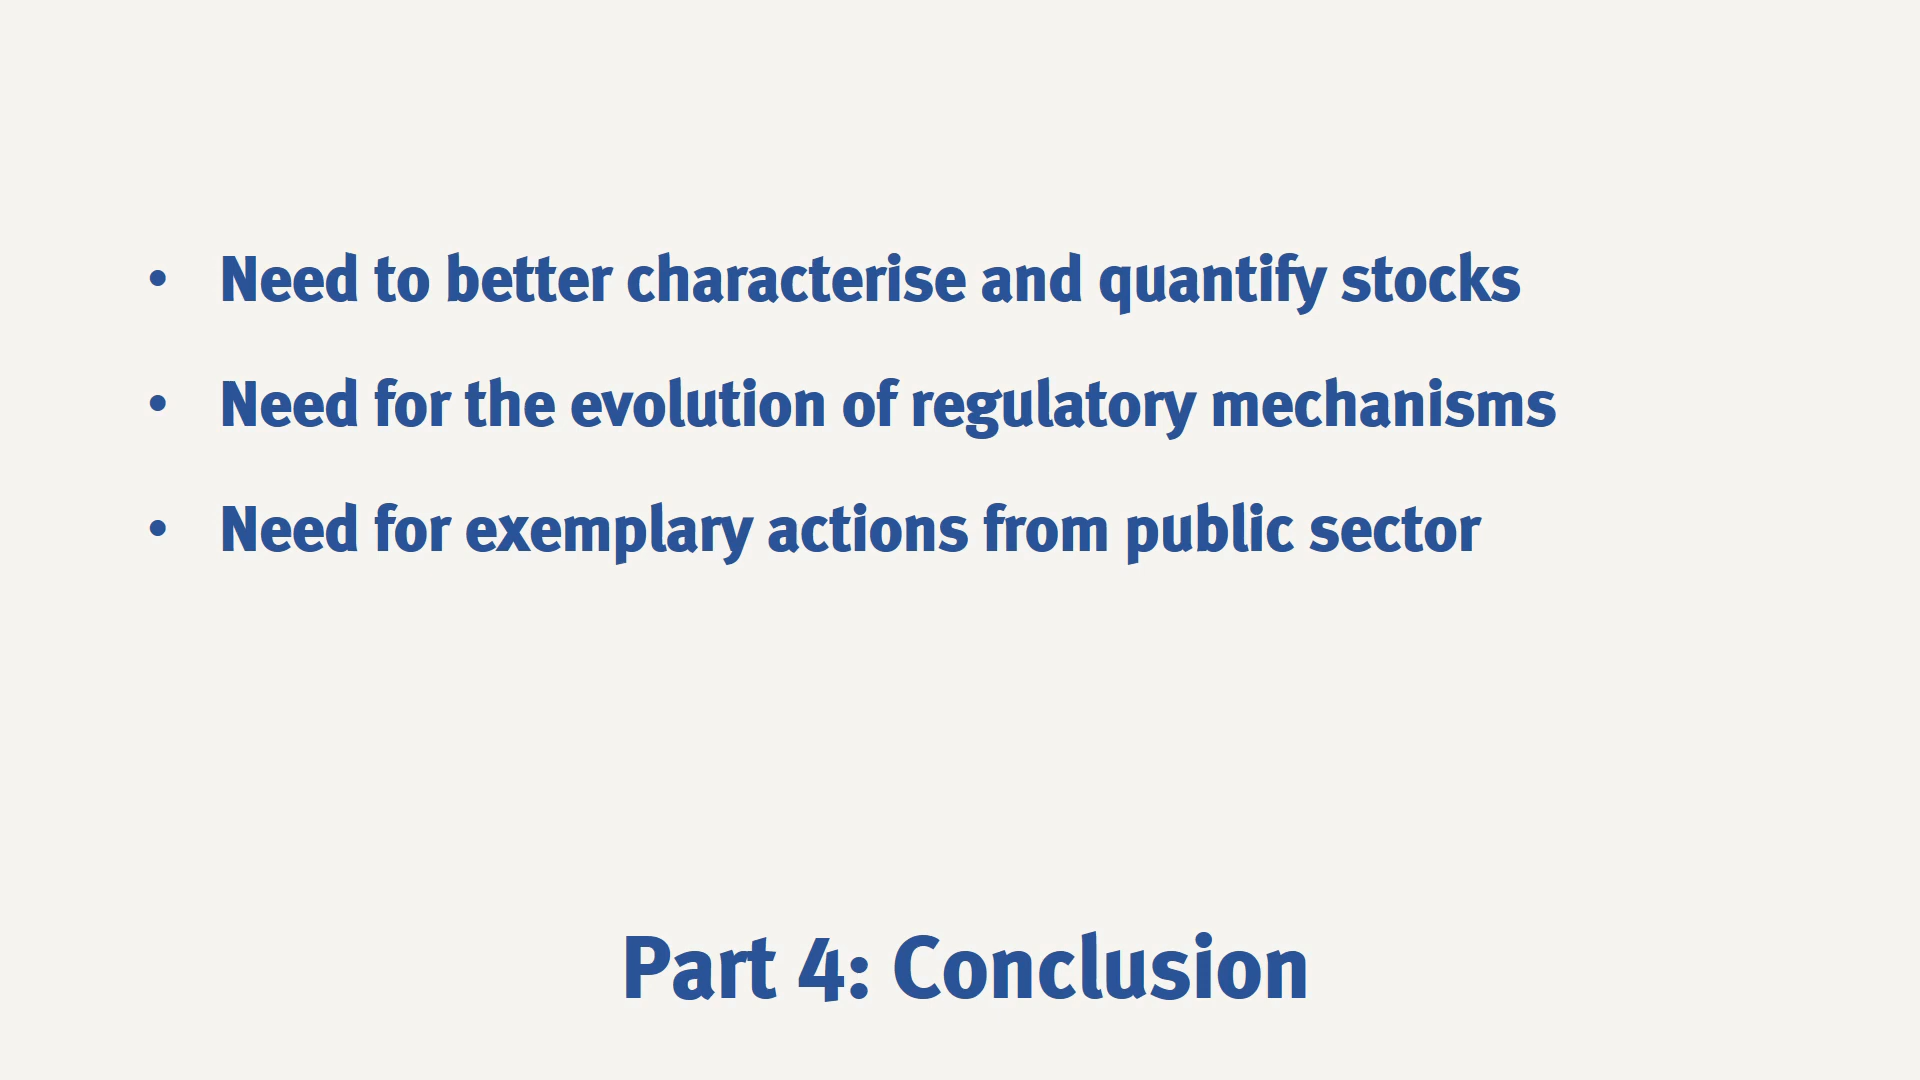 • Need to better characterise and quantify stocks
• Need for the evolution of regulatory mechanisms
• Need for exemplary actions from public sector
Part 4: Conclusion